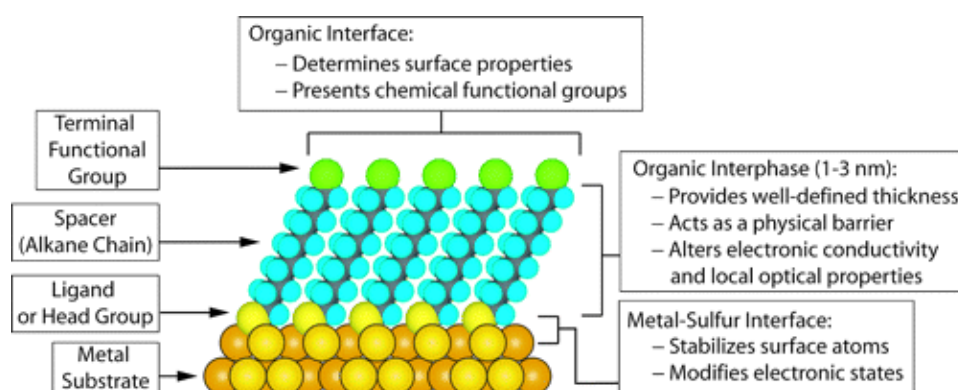 Organic Interface:
– Determines surface properties
– Presents chemical functional groups
Terminal
Functional
Group
Spacer
(Alkane Chain)
Ligand
or Head Group
Metal
Substrate
Organic Interphase (1-3 nm):
– Provides well-defined thickness
– Acts as a physical barrier
– Alters electronic conductivity
and local optical properties
Metal-Sulfur Interface:
– Stabilizes surface atoms
– Modifies electronic states